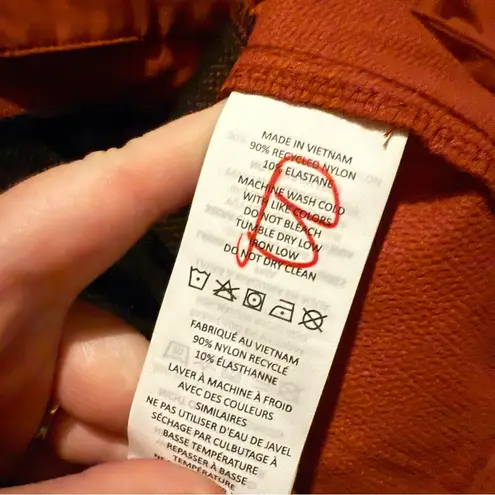 MADE IN VIETNAM
90% RECYCLED NYLON
10% ELASTANE
MACHINE WASH COLD
WITH LIKE COLORS
DO NOT BLEACH
TUMBLE DRY LOW
IRON LOW
DO NOT DRY CLEAN
FABRIQUÉ AU VIETNAM
90% NYLON RECYCLÉ
10% ÉLASTHANNE
LAVER À MACHINE À FROID
AVEC DES COULEURS
SIMILAIRES
NE PAS UTILISER D'EAU DE JAVEL
SÉCHAGE PAR CULBUTAGE À
BASSE TEMPÉRATURE
REPASSER À BASSE
TEMPÉRATURE